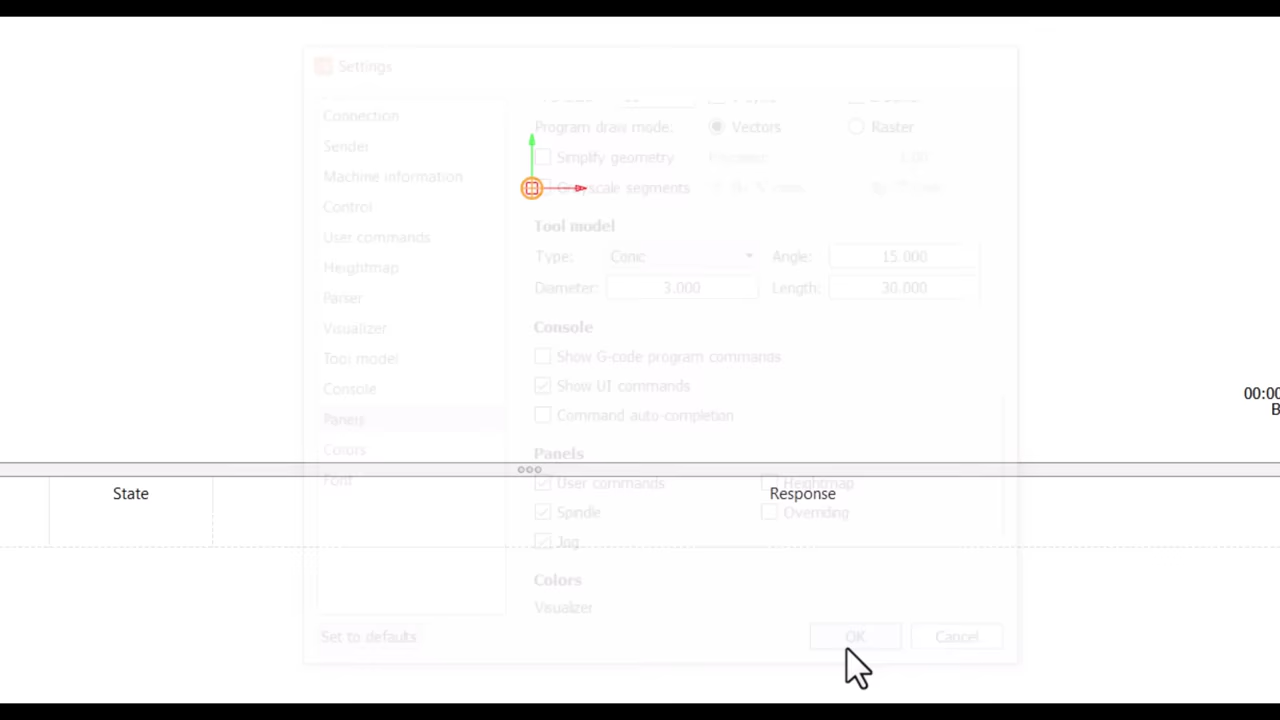 Settings
Connection
Sender
Machine information
Control
User commands
Heightmap
Parser
Visualizer
Tool model
Console
Panels
Colors
Font
Program draw mode: Vectors Raster
Simplify geometry
Grayscale segments
Tool model
Type: Conic Angle: 15.000
Diameter: 3.000 Length: 30.000
Console
Show G-code program commands
Show UI commands
Command auto-completion
Panels
User commands Heightmap
Spindle Overriding
Jog
Colors
Visualizer
Set to defaults OK Cancel
00:00
State Response